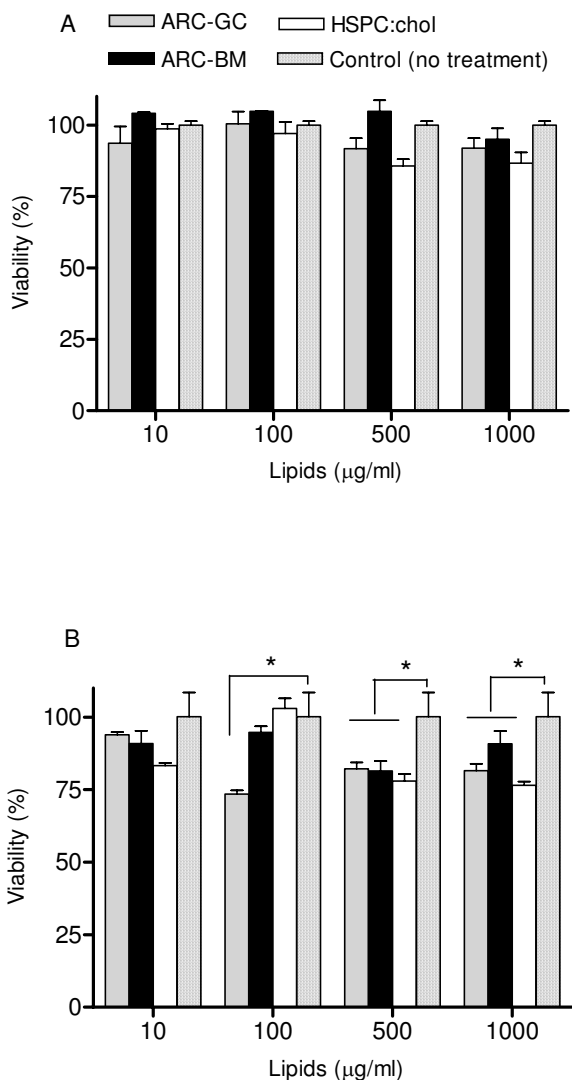 A
ARC-GC
HSPC:chol
ARC-BM
Control (no treatment)
100
75
50
25
0
Viability (%)
10
100
500
1000
Lipids (μg/ml)
B
*
*
*
100
75
50
25
0
Viability (%)
10
100
500
1000
Lipids (μg/ml)